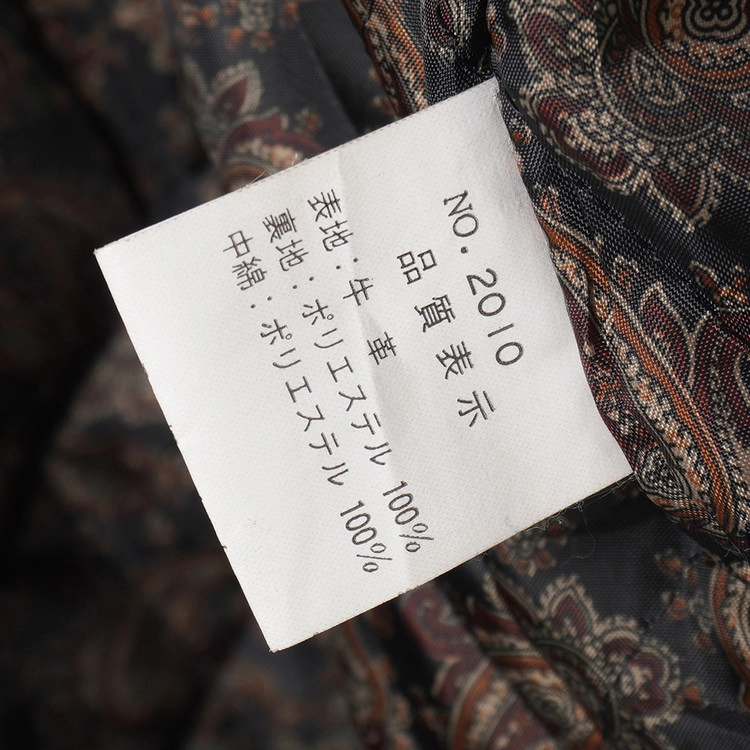 NO. 2010
品質表示
表地：牛 革
裏地：ポリエステル 100%
中綿：ポリエステル 100%